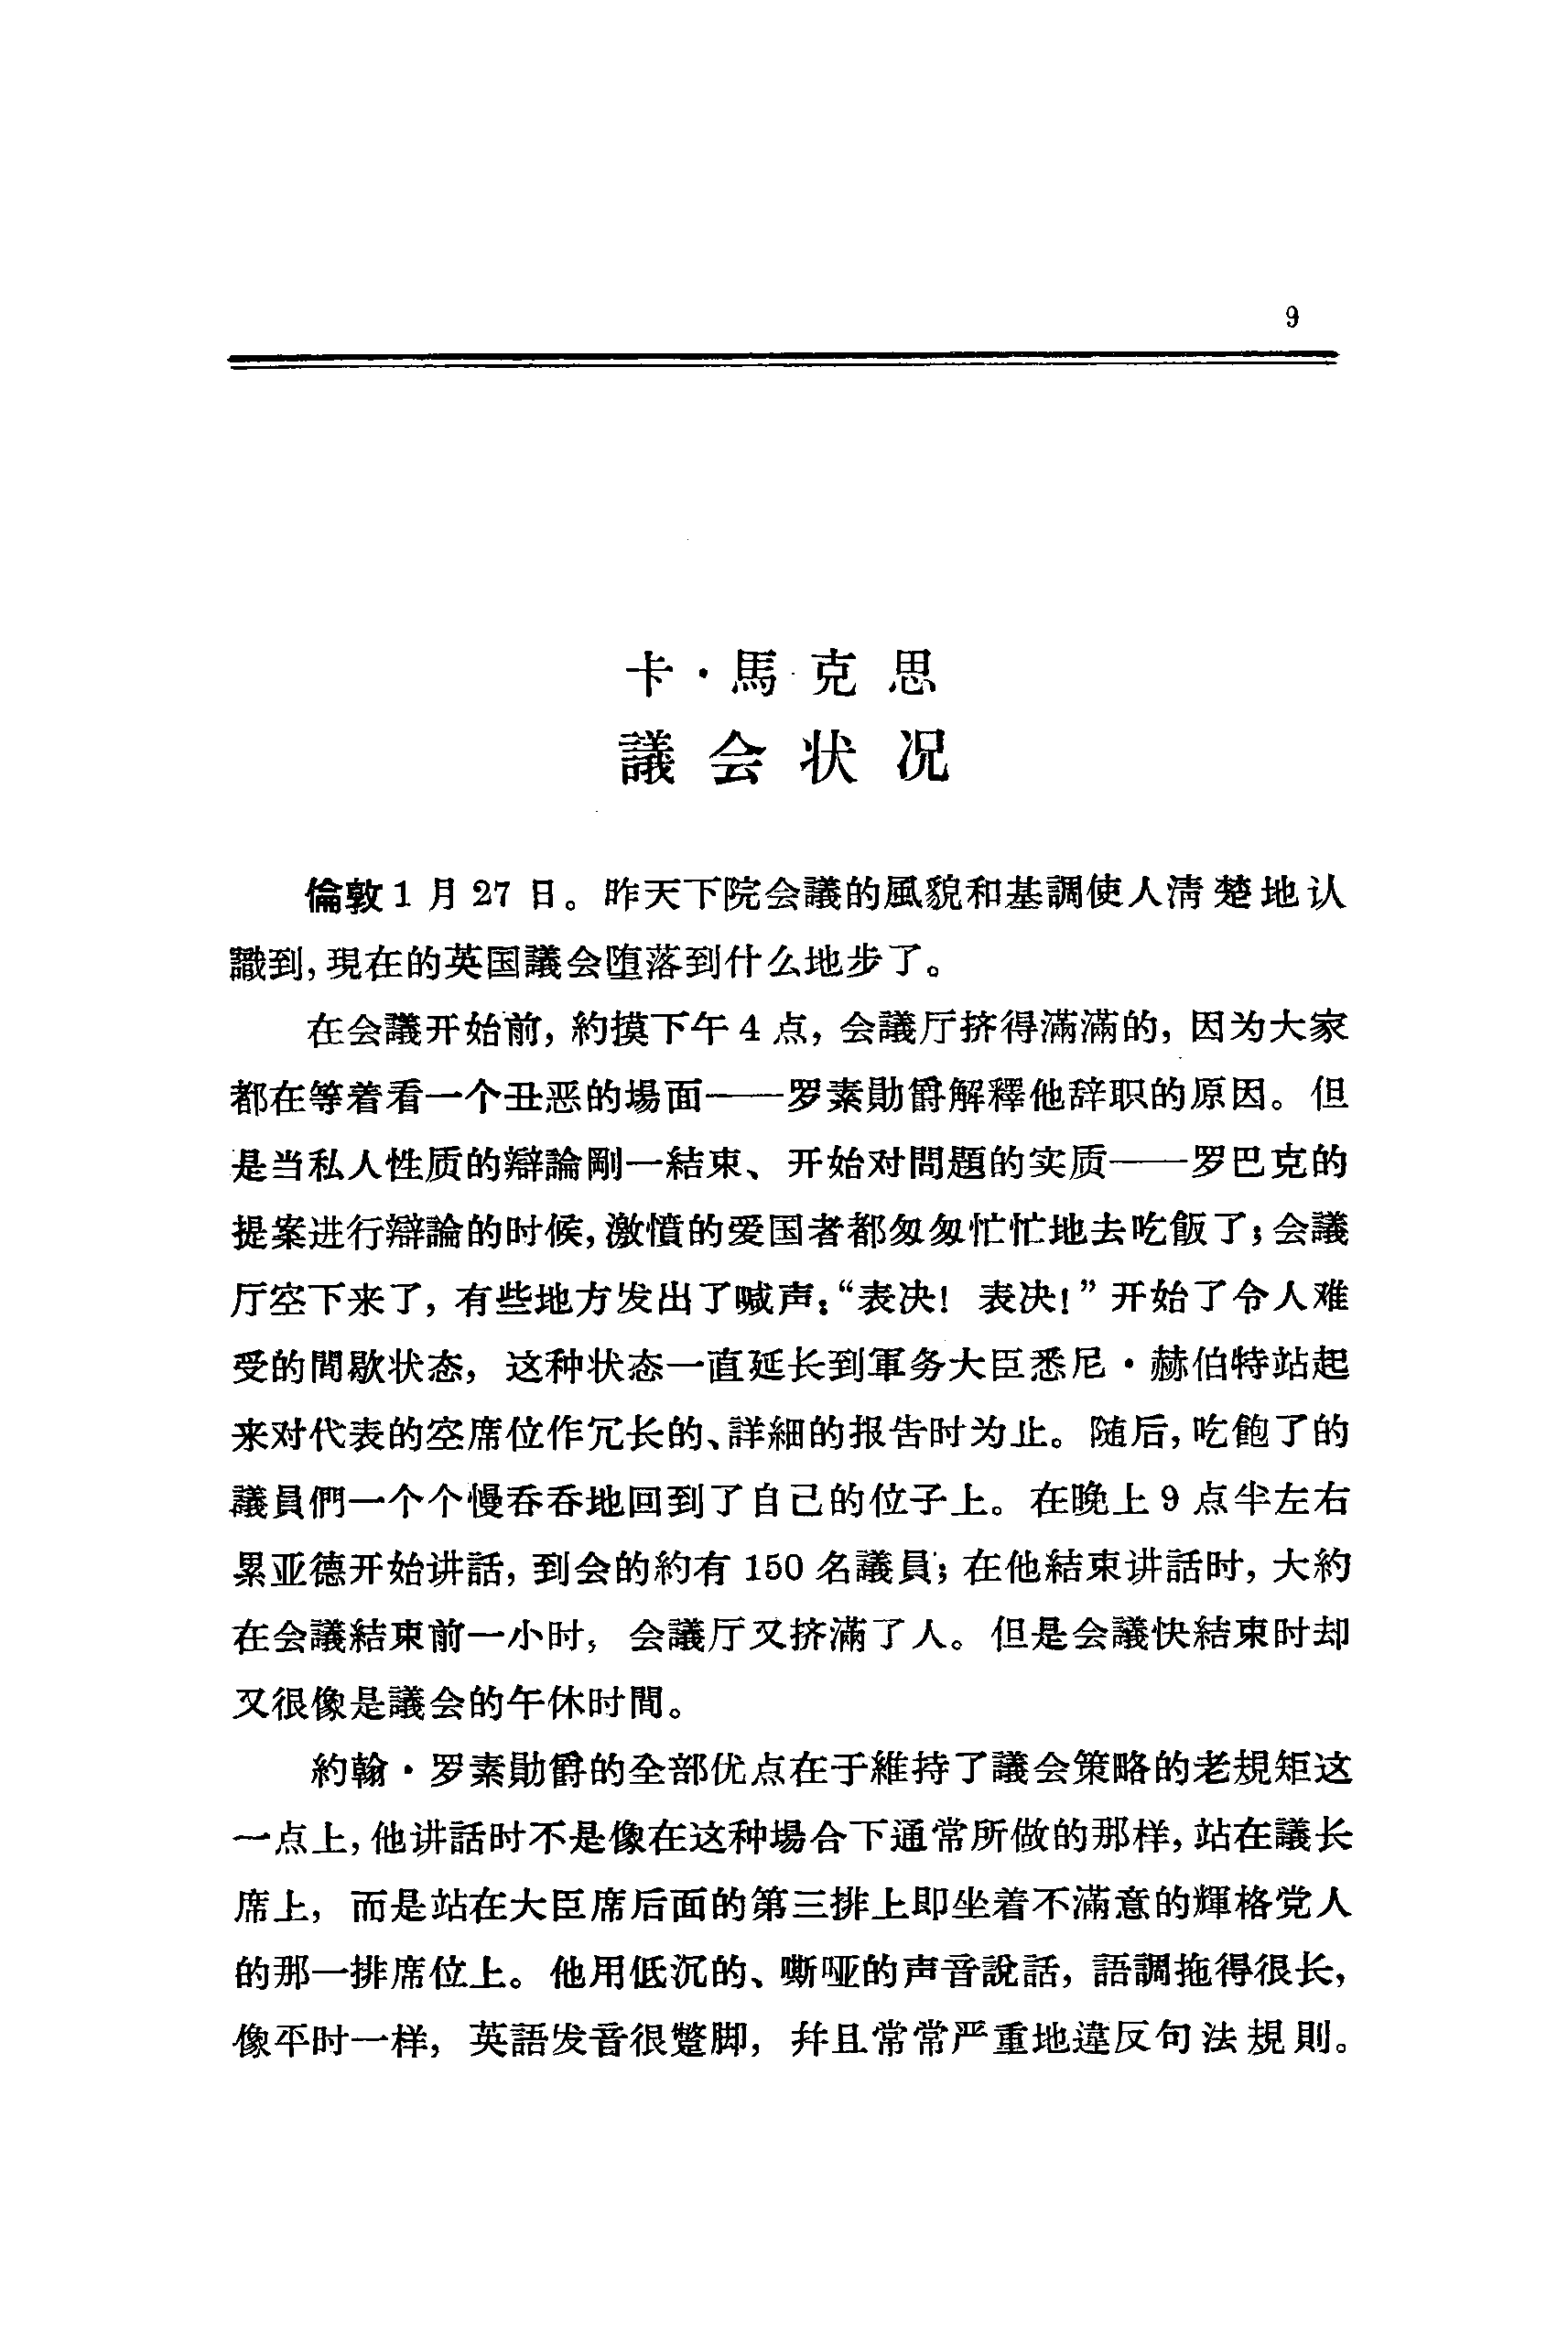 9
卡·馬克思
議会状况
倫敦1月27日。昨天下院会議的風貌和基調使人清楚地认
識到,現在的英国議会堕落到什么地步了。
在会議开始前,約摸下午4点,会議厅挤得滿滿的,因为大家
都在等着看一个丑恶的場面——罗素勛爵解釋他辞职的原因。但
是当私人性质的辯論剛一結束、开始对問題的实质——罗巴克的
提案进行辯論的时候,激憤的爱国者都匆匆忙忙地去吃飯了;会議
厅空下来了,有些地方发出了喊声:“表决!表决!”开始了令人难
受的間歇状态,这种状态一直延长到軍务大臣悉尼·赫伯特站起
来对代表的空席位作冗长的、詳細的报告时为止。随后,吃飽了的
議員們一个个慢吞吞地回到了自己的位子上。在晚上9点半左右
累亚德开始讲話,到会的約有150名議員;在他結束讲話时,大約
在会議結束前一小时,会議厅又挤滿了人。但是会議快結束时却
又很像是議会的午休时間。
約翰·罗素勛爵的全部优点在于維持了議会策略的老規矩这
一点上,他讲話时不是像在这种場合下通常所做的那样,站在議长
席上,而是站在大臣席后面的第三排上即坐着不滿意的輝格党人
的那一排席位上。他用低沉的、嘶哑的声音說話,語調拖得很长,
像平时一样,英語发音很蹩脚,幷且常常严重地違反句法規則。